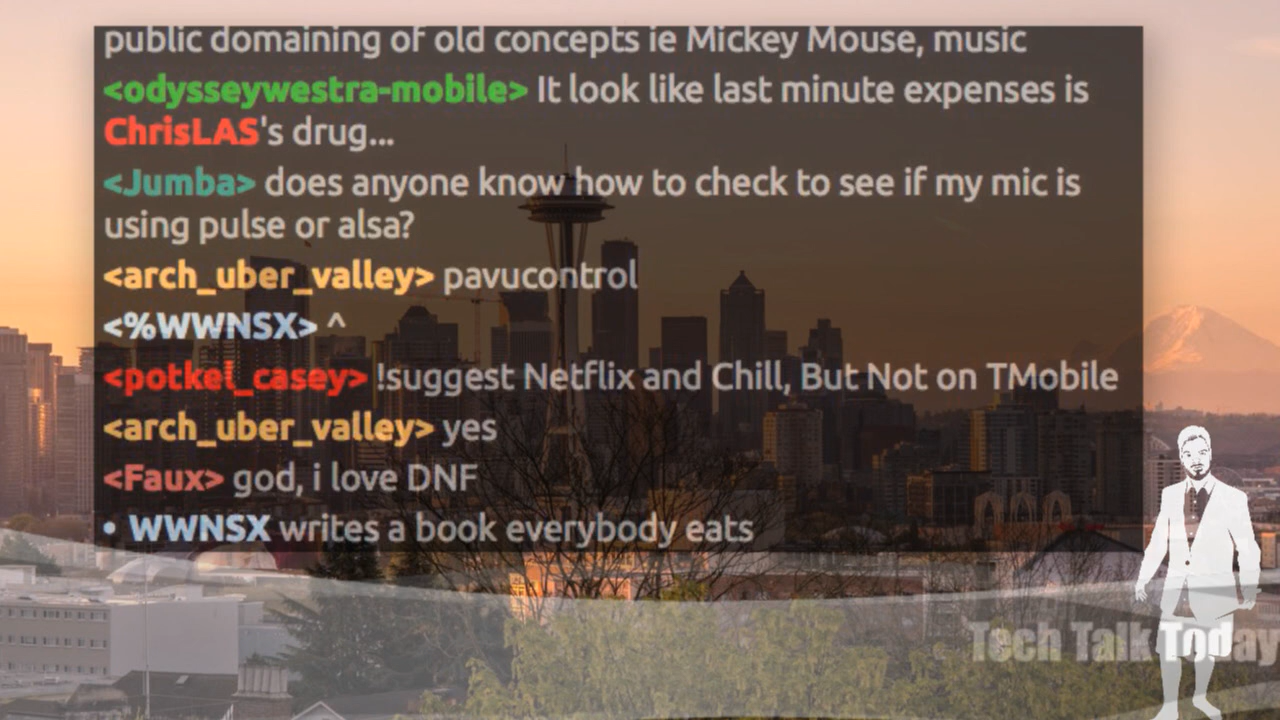 public domaining of old concepts ie Mickey Mouse, music
<odysseywestra-mobile> It look like last minute expenses is
ChrisLAS's drug...
<Jumba> does anyone know how to check to see if my mic is
using pulse or alsa?
<arch_uber_valley> pavucontrol
<%WWNSX> ^
<potkei_casey> !suggest Netflix and Chill, But Not on TMobile
<arch_uber_valley> yes
<Faux> god, i love DNF
• WWNSX writes a book everybody eats
Tech Talk Today